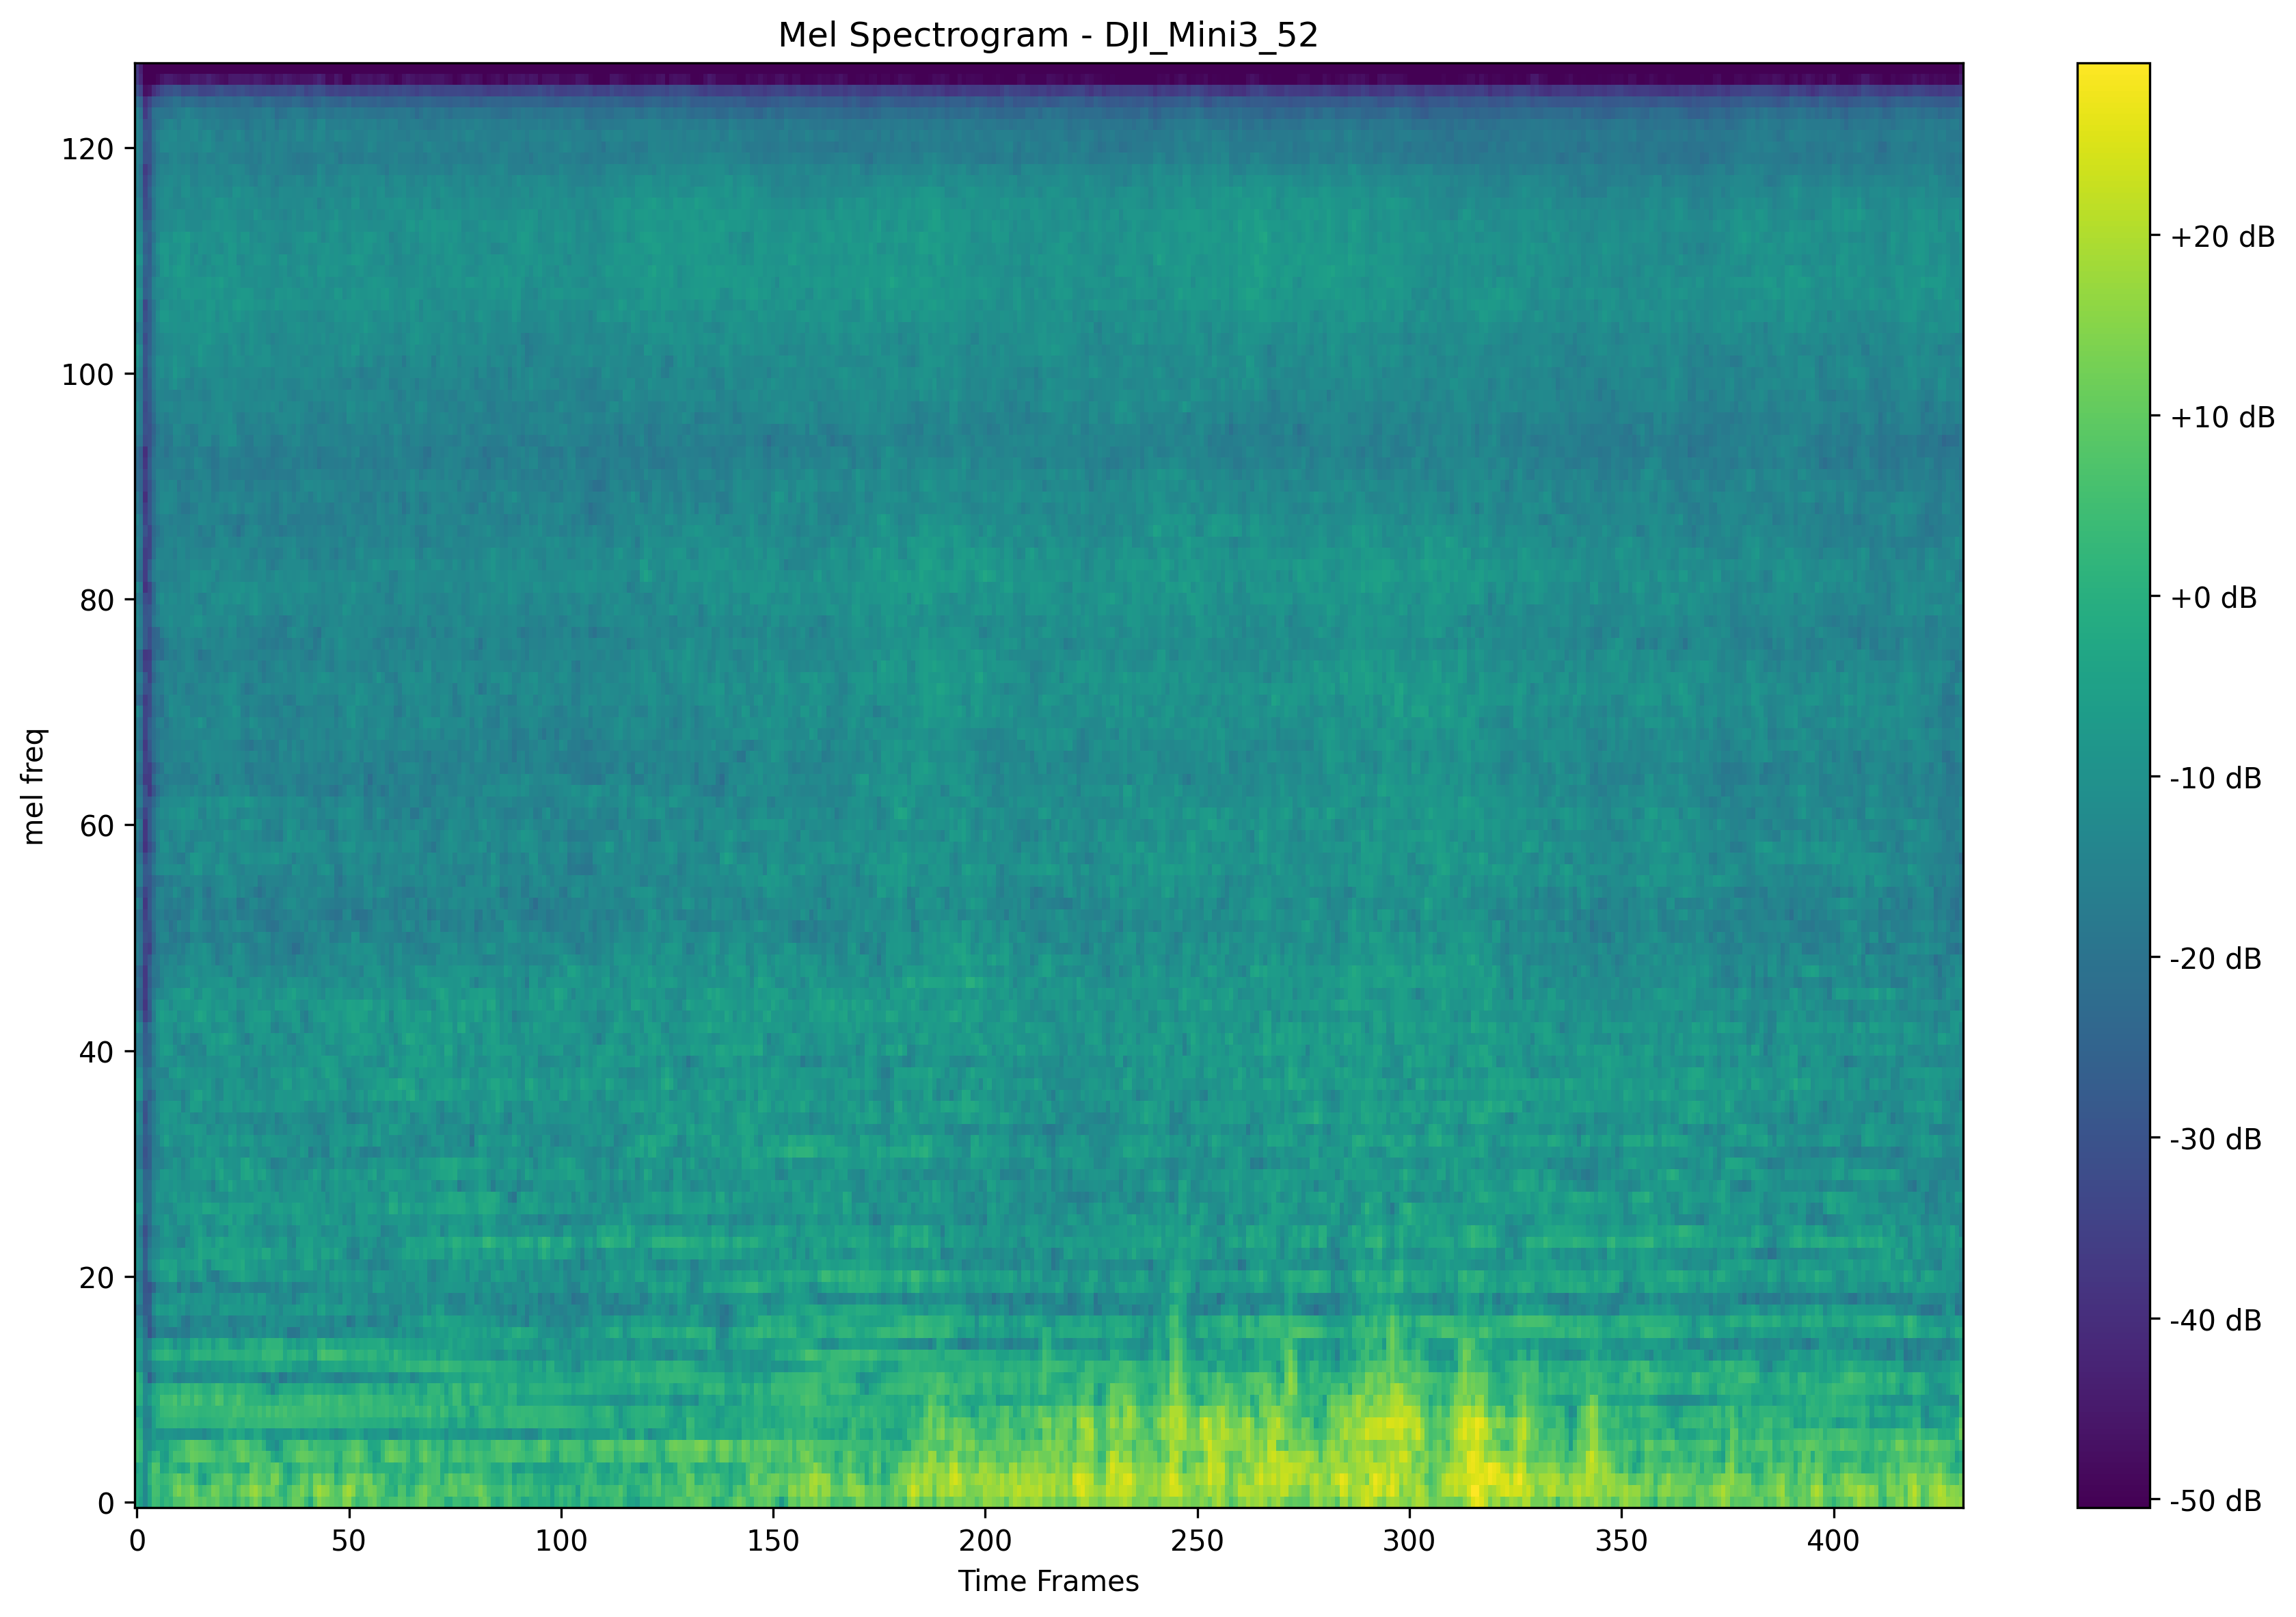 Mel Spectrogram - DJI_Mini3_52
mel freq
120
100
80
60
40
20
0
0 50 100 150 200 250 300 350 400
Time Frames
+20 dB
+10 dB
+0 dB
-10 dB
-20 dB
-30 dB
-40 dB
-50 dB